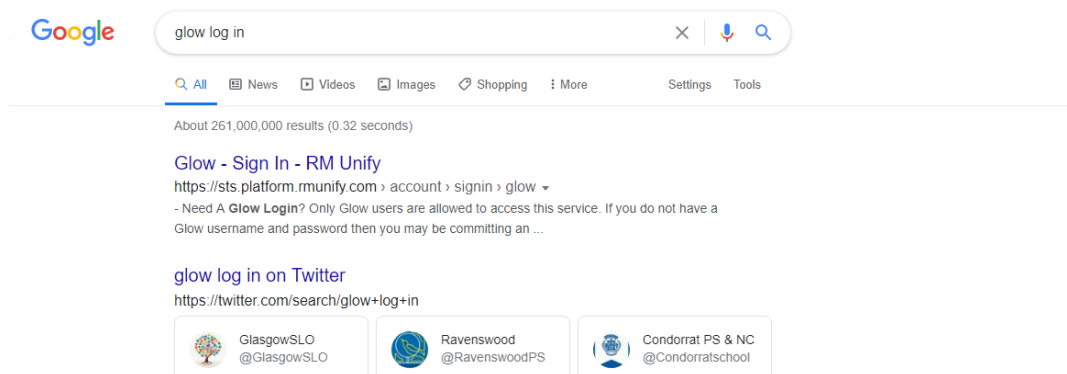 Google
glow log in
All News Videos Images Shopping More Settings Tools
About 261,000,000 results (0.32 seconds)
Glow - Sign In - RM Unify
https://sts.platform.rmunify.com › account › signin › glow
- Need A Glow Login? Only Glow users are allowed to access this service. If you do not have a
Glow username and password then you may be committing an ...
glow log in on Twitter
https://twitter.com/search/glow+log+in
GlasgowSLO Ravenswood Condorrat PS & NC
@GlasgowSLO @RavenswoodPS @Condorratschool